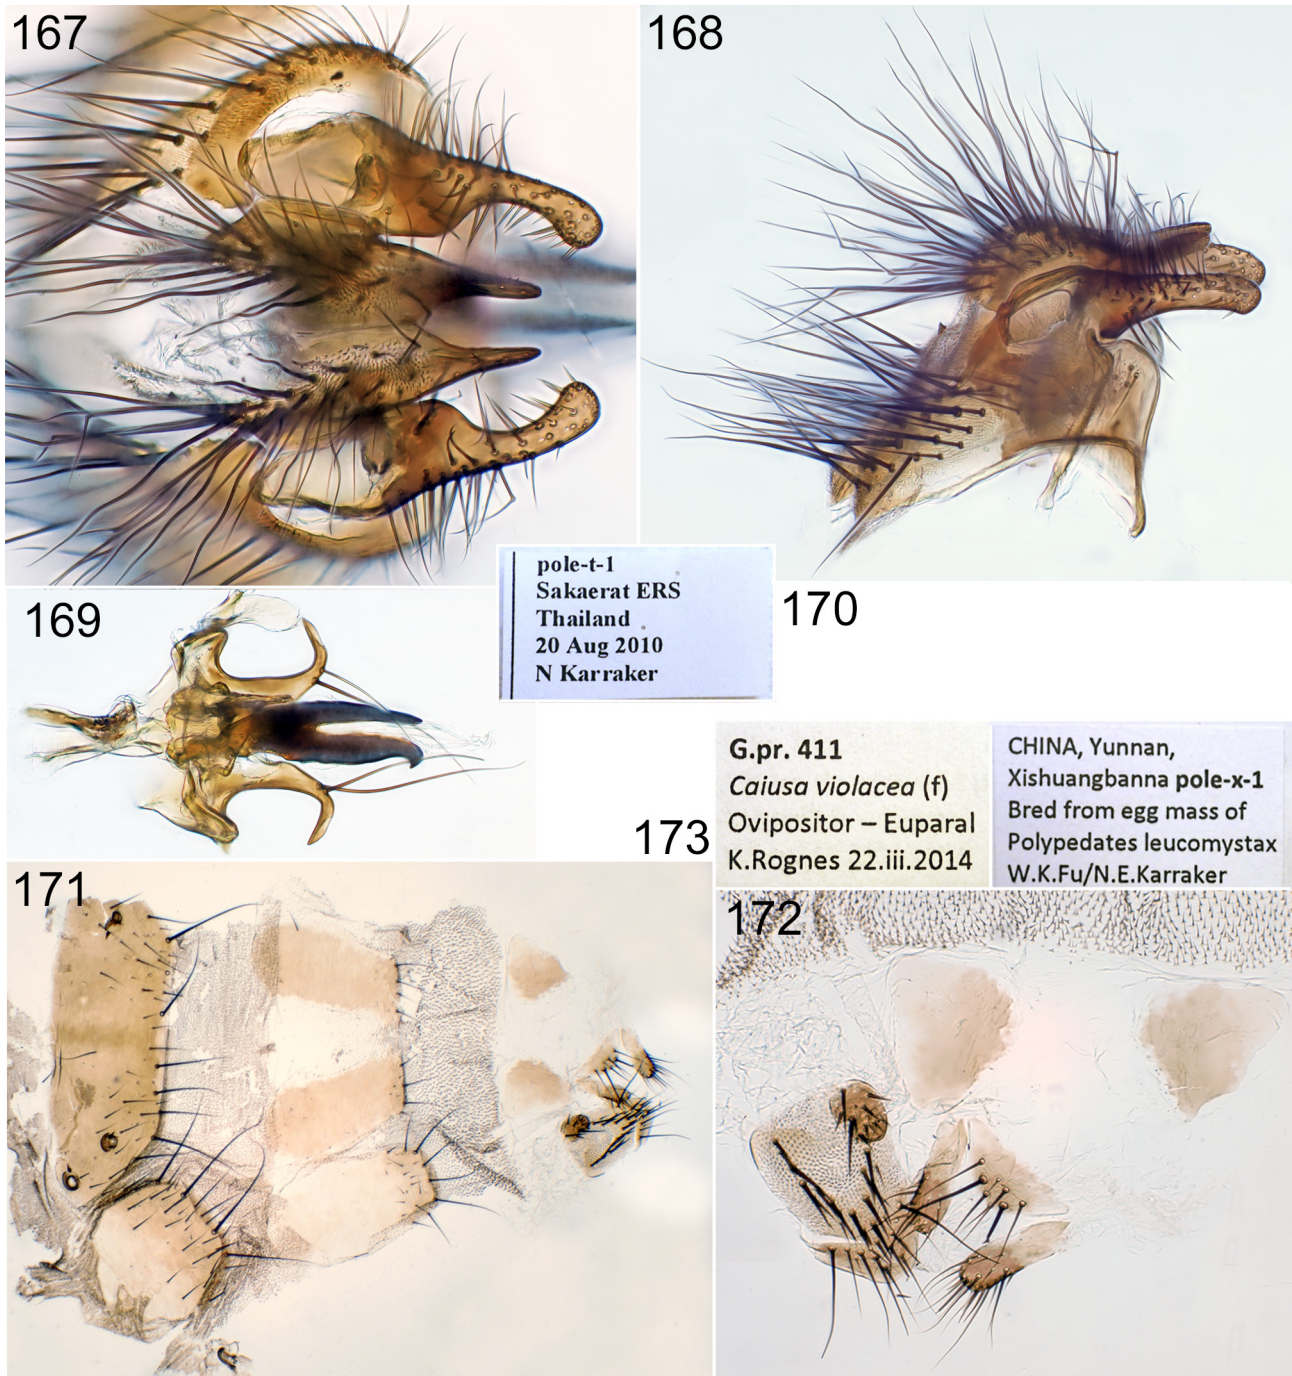 167
168
pole-t-1
Sakaerat ERS
Thailand
20 Aug 2010
N Karraker
169
170
G.pr. 411
Caiusa violacea (f)
Ovipositor – Euparal
K.Rognes 22.iii.2014
CHINA, Yunnan,
Xishuangbanna pole-x-1
Bred from egg mass of
Polypedates leucomystax
W.K.Fu/N.E.Karraker
173
171
172